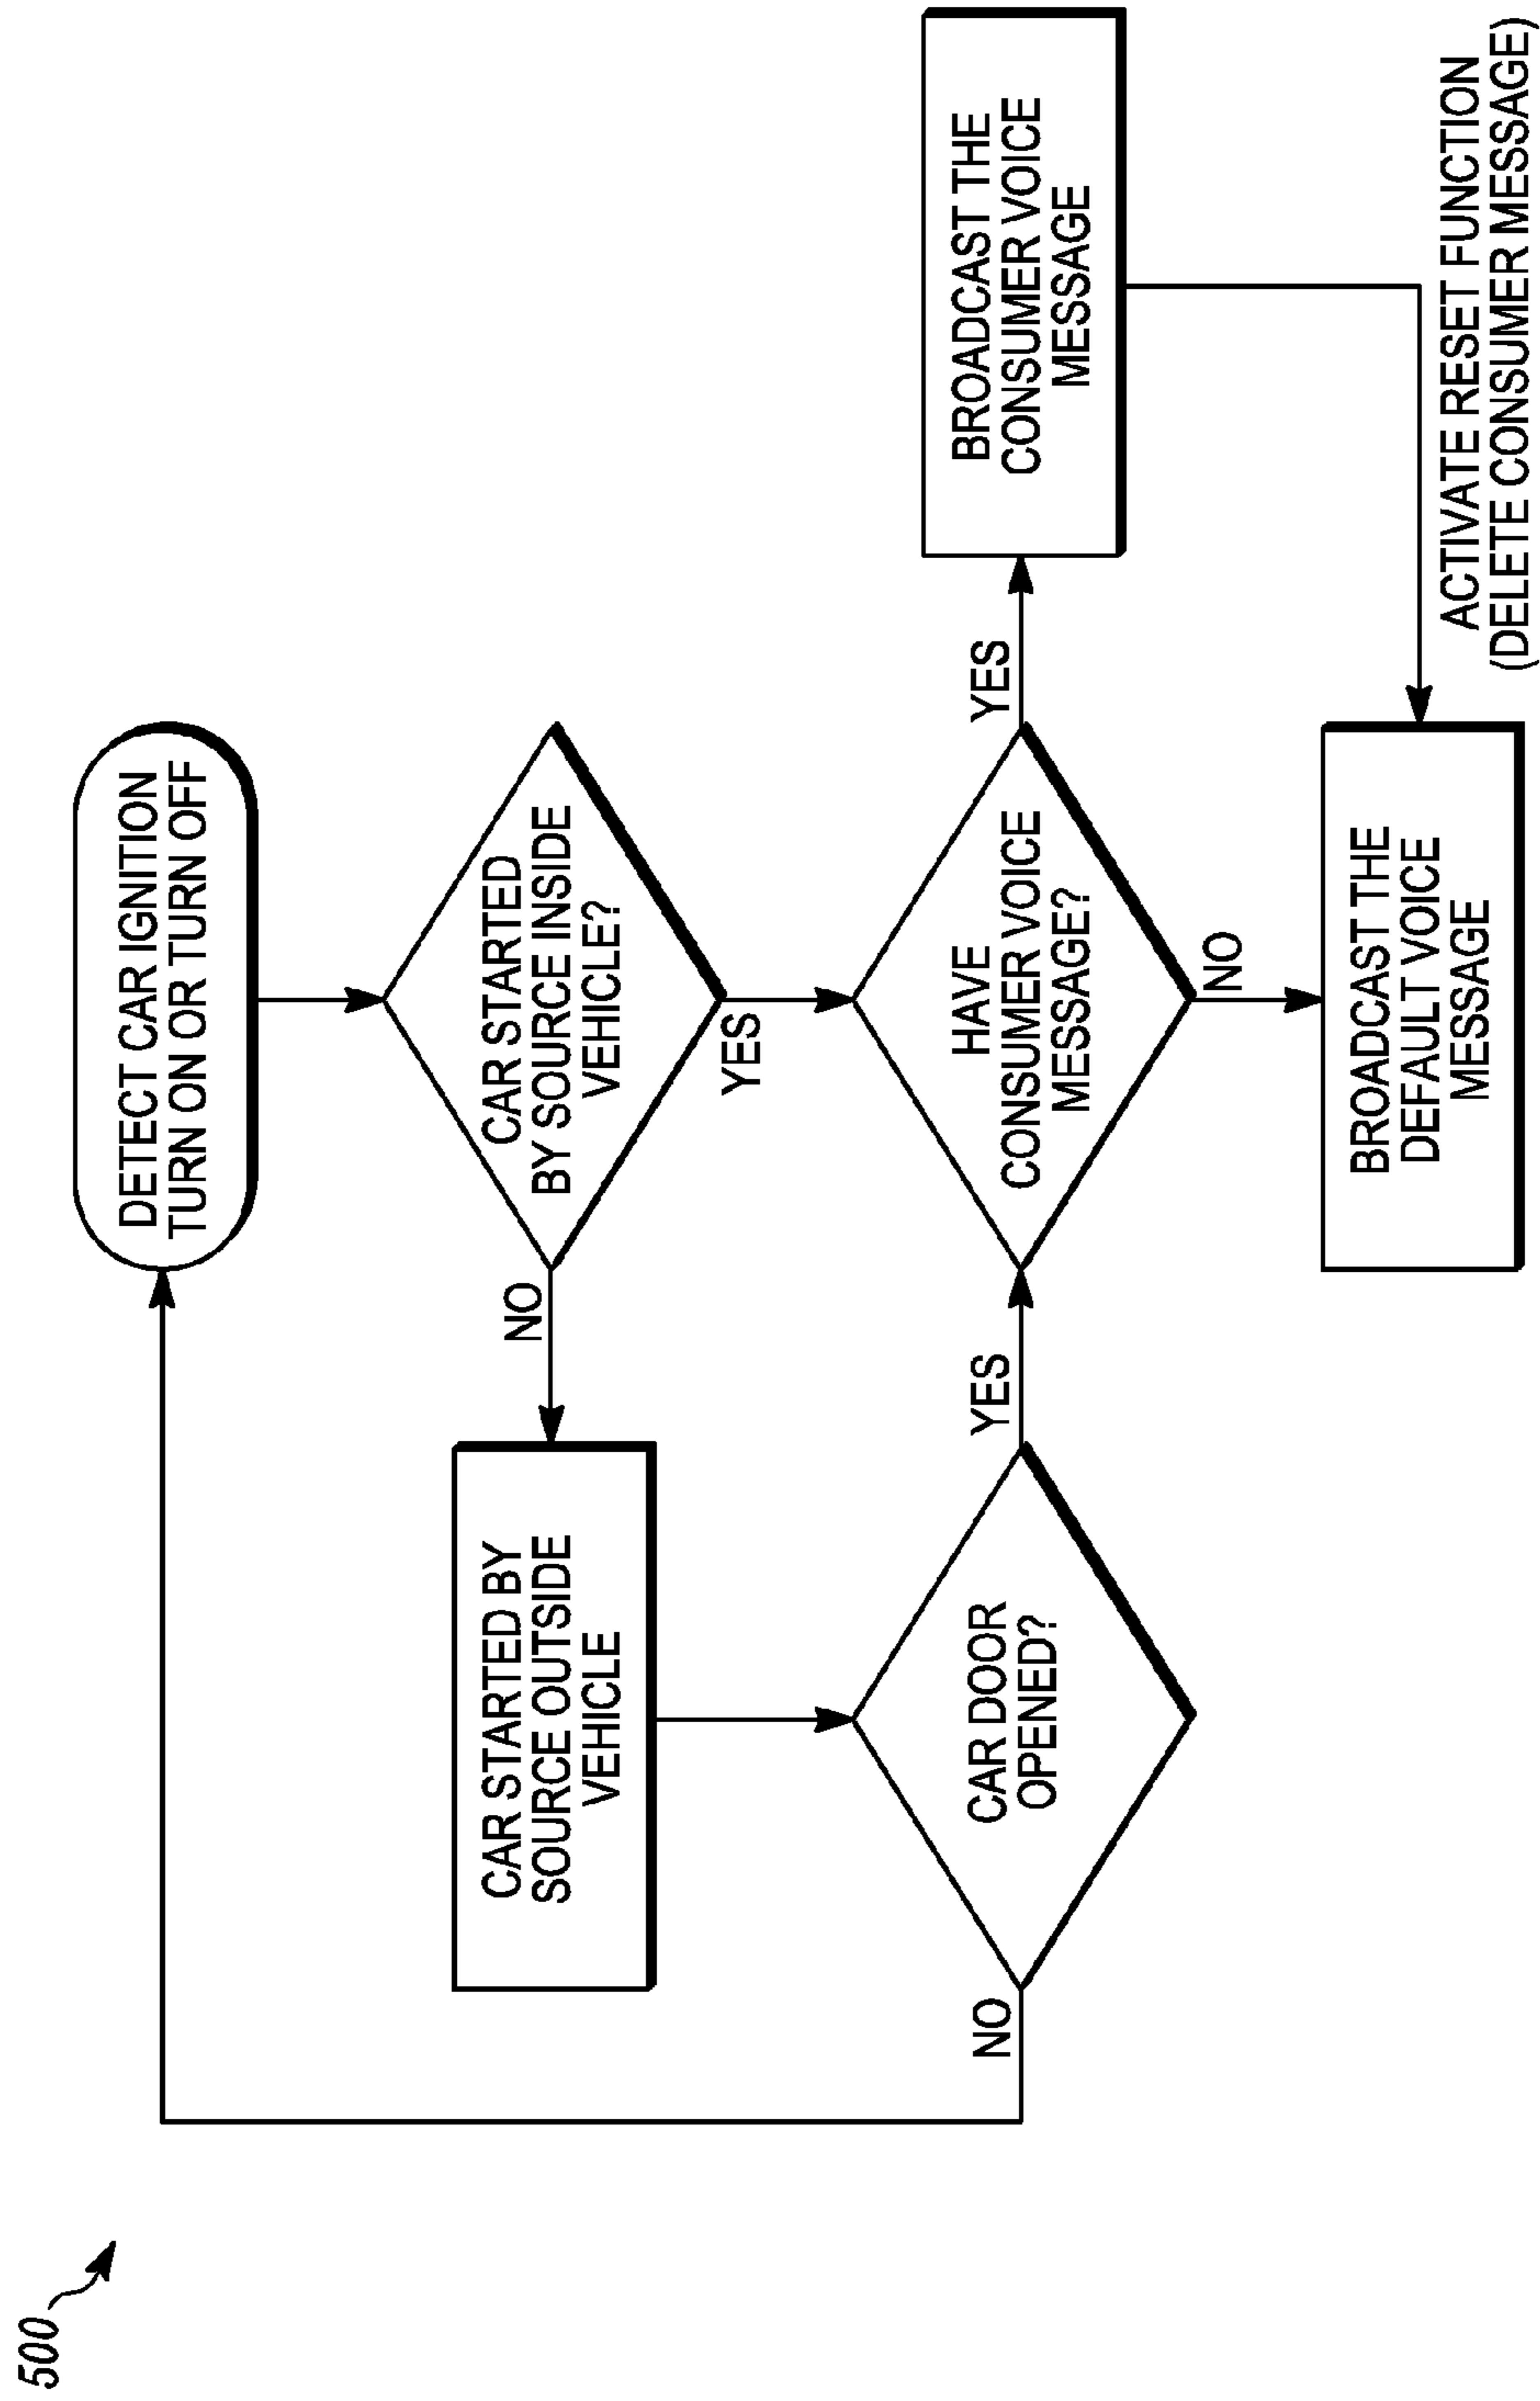 500
DETECT CAR IGNITION
TURN ON OR TURN OFF
CAR STARTED
BY SOURCE INSIDE
VEHICLE?
NO
YES
CAR STARTED BY
SOURCE OUTSIDE
VEHICLE
CAR DOOR
OPENED?
NO
YES
HAVE
CONSUMER VOICE
MESSAGE?
YES
NO
BROADCAST THE
CONSUMER VOICE
MESSAGE
ACTIVATE RESET FUNCTION
(DELETE CONSUMER MESSAGE)
BROADCAST THE
DEFAULT VOICE
MESSAGE